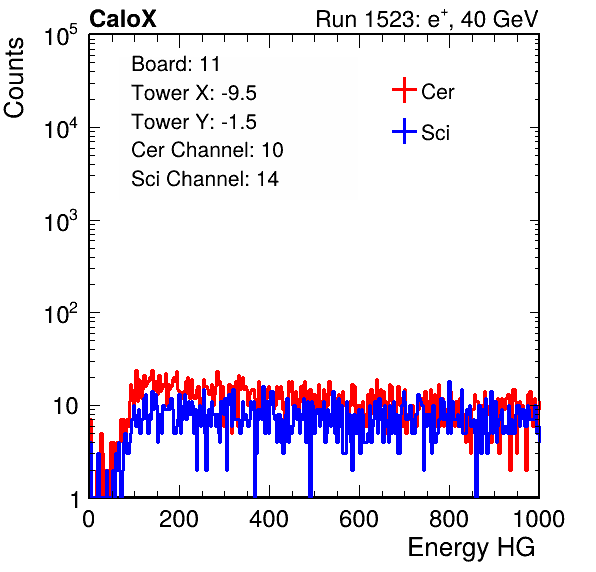 CaloX Run 1523: e⁺, 40 GeV
Board: 11
Tower X: -9.5
Tower Y: -1.5
Cer Channel: 10
Sci Channel: 14
Cer
Sci
Counts
10⁵
10⁴
10³
10²
10
1
0 200 400 600 800 1000
Energy HG